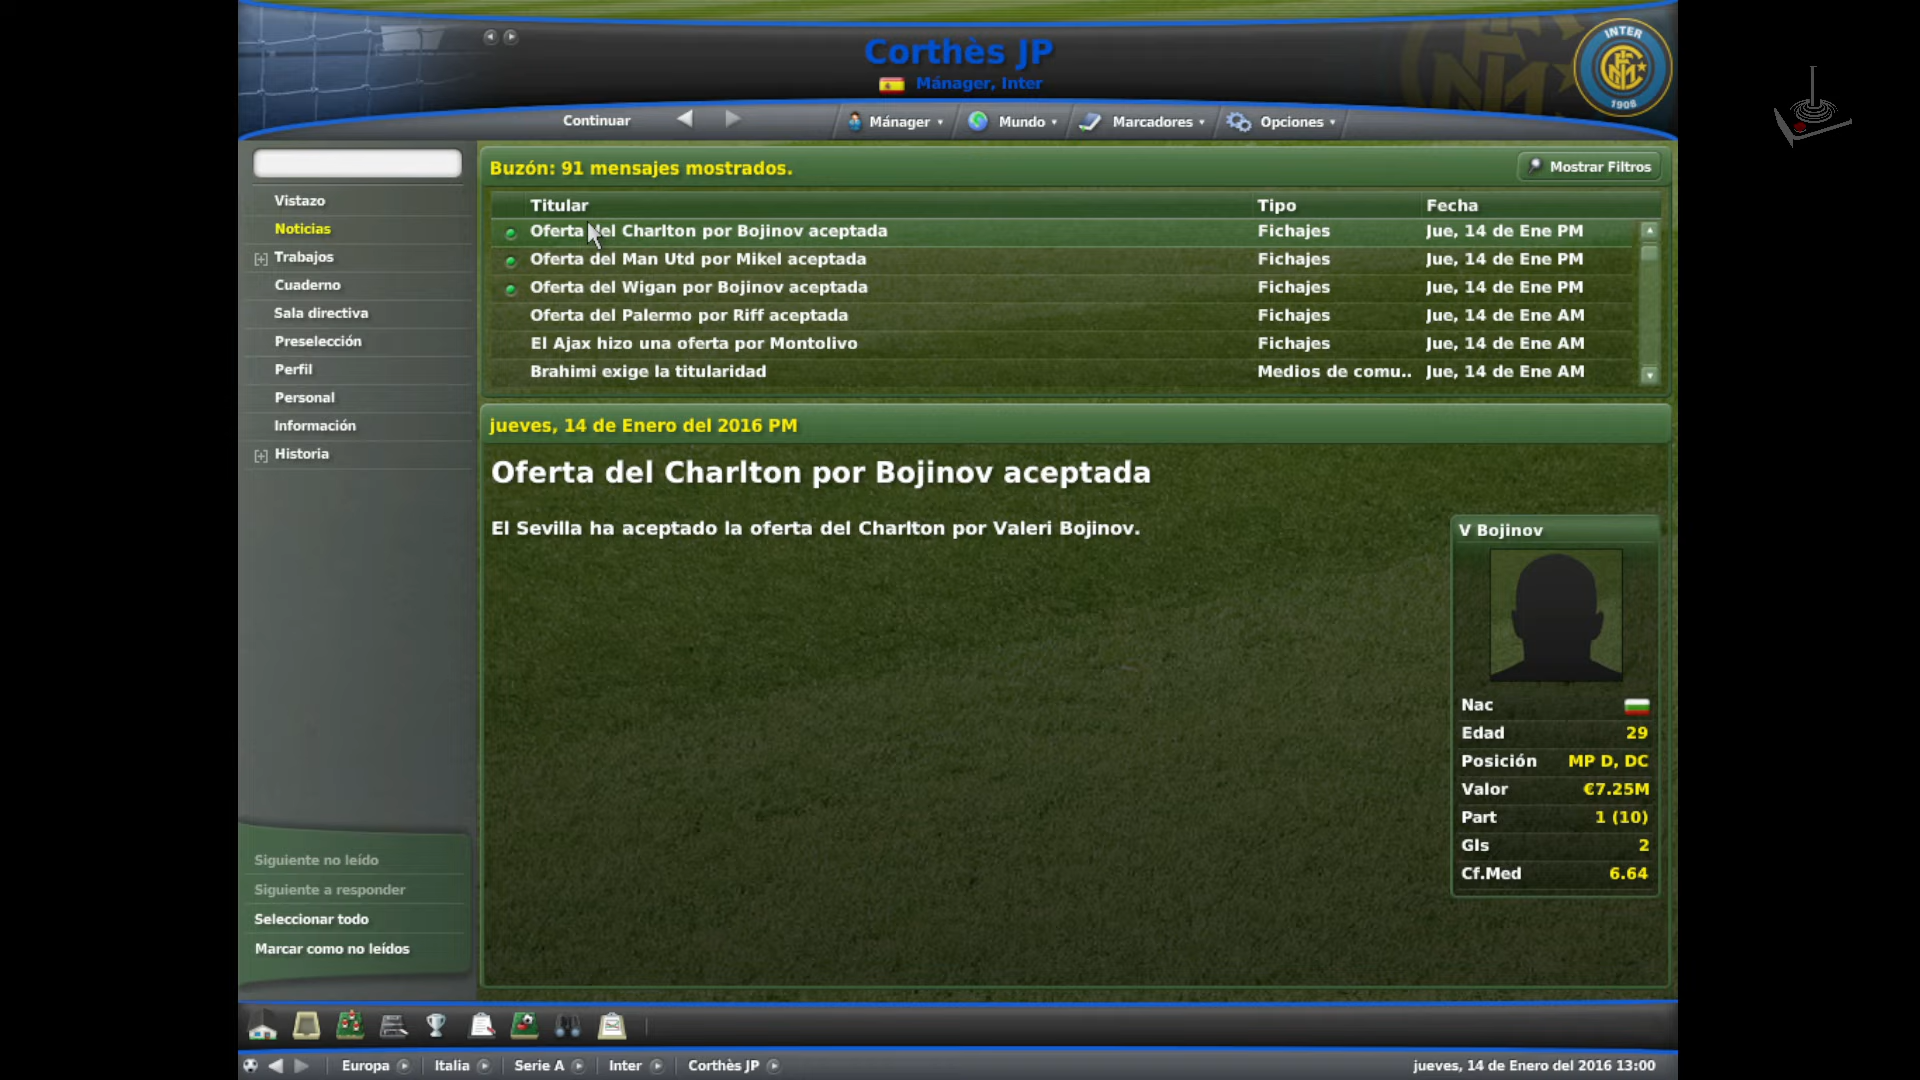 Corthès JP
Mánager, Inter
INTER
1908
Continuar
Mánager
Mundo
Marcadores
Opciones
Vistazo
Noticias
[+] Trabajos
Cuaderno
Sala directiva
Preselección
Perfil
Personal
Información
[+] Historia
Buzón: 91 mensajes mostrados.
Mostrar Filtros
Titular Tipo Fecha
Oferta del Charlton por Bojinov aceptada Fichajes Jue, 14 de Ene PM
Oferta del Man Utd por Mikel aceptada Fichajes Jue, 14 de Ene PM
Oferta del Wigan por Bojinov aceptada Fichajes Jue, 14 de Ene PM
Oferta del Palermo por Riff aceptada Fichajes Jue, 14 de Ene AM
El Ajax hizo una oferta por Montolivo Fichajes Jue, 14 de Ene AM
Brahimi exige la titularidad Medios de comu.. Jue, 14 de Ene AM
jueves, 14 de Enero del 2016 PM
Oferta del Charlton por Bojinov aceptada
El Sevilla ha aceptado la oferta del Charlton por Valeri Bojinov.
V Bojinov
Nac
Edad 29
Posición MP D, DC
Valor €7.25M
Part 1 (10)
Gls 2
Cf.Med 6.64
Siguiente no leído
Siguiente a responder
Seleccionar todo
Marcar como no leídos
Europa
Italia
Serie A
Inter
Corthès JP
jueves, 14 de Enero del 2016 13:00